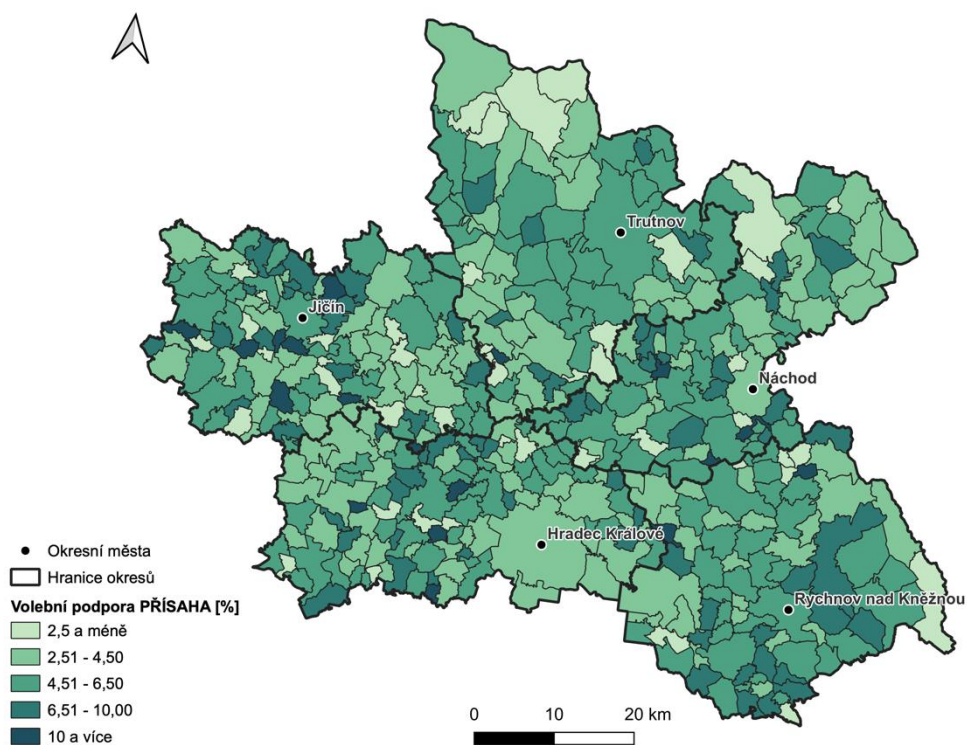 Trutnov
Jičín
Náchod
Hradec Králové
Rychnov nad Kněžnou
Okresní města
Hranice okresů
Volební podpora PŘÍSAHA [%]
2,5 a méně
2,51 - 4,50
4,51 - 6,50
6,51 - 10,00
10 a více
0 10 20 km